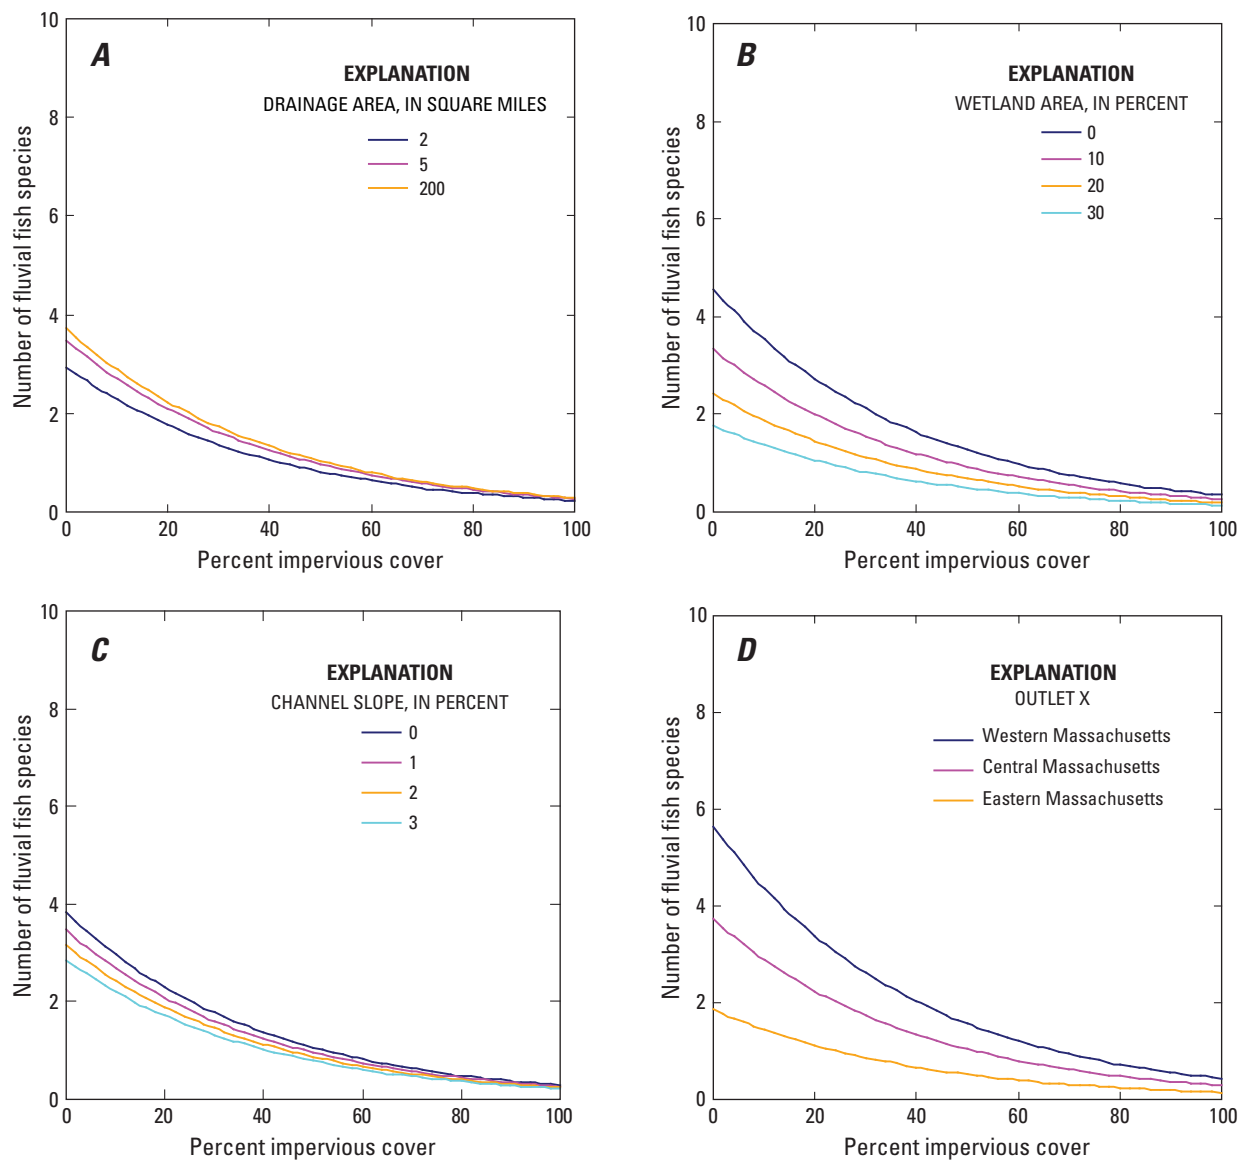 A
EXPLANATION
DRAINAGE AREA, IN SQUARE MILES
2
5
200
10
8
6
4
2
0
0 20 40 60 80 100
Number of fluvial fish species
Percent impervious cover
B
EXPLANATION
WETLAND AREA, IN PERCENT
0
10
20
30
10
8
6
4
2
0
0 20 40 60 80 100
Number of fluvial fish species
Percent impervious cover
C
EXPLANATION
CHANNEL SLOPE, IN PERCENT
0
1
2
3
10
8
6
4
2
0
0 20 40 60 80 100
Number of fluvial fish species
Percent impervious cover
D
EXPLANATION
OUTLET X
Western Massachusetts
Central Massachusetts
Eastern Massachusetts
10
8
6
4
2
0
0 20 40 60 80 100
Number of fluvial fish species
Percent impervious cover